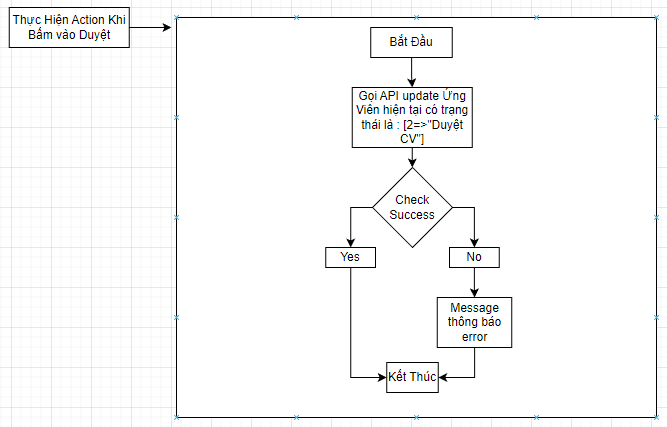 Thực Hiện Action Khi
Bấm vào Duyệt
Bắt Đầu
Gọi API update Ứng
Viên hiện tại có trạng
thái là : [2=>"Duyệt
CV"]
Check
Success
Yes
No
Message
thông báo
error
Kết Thúc